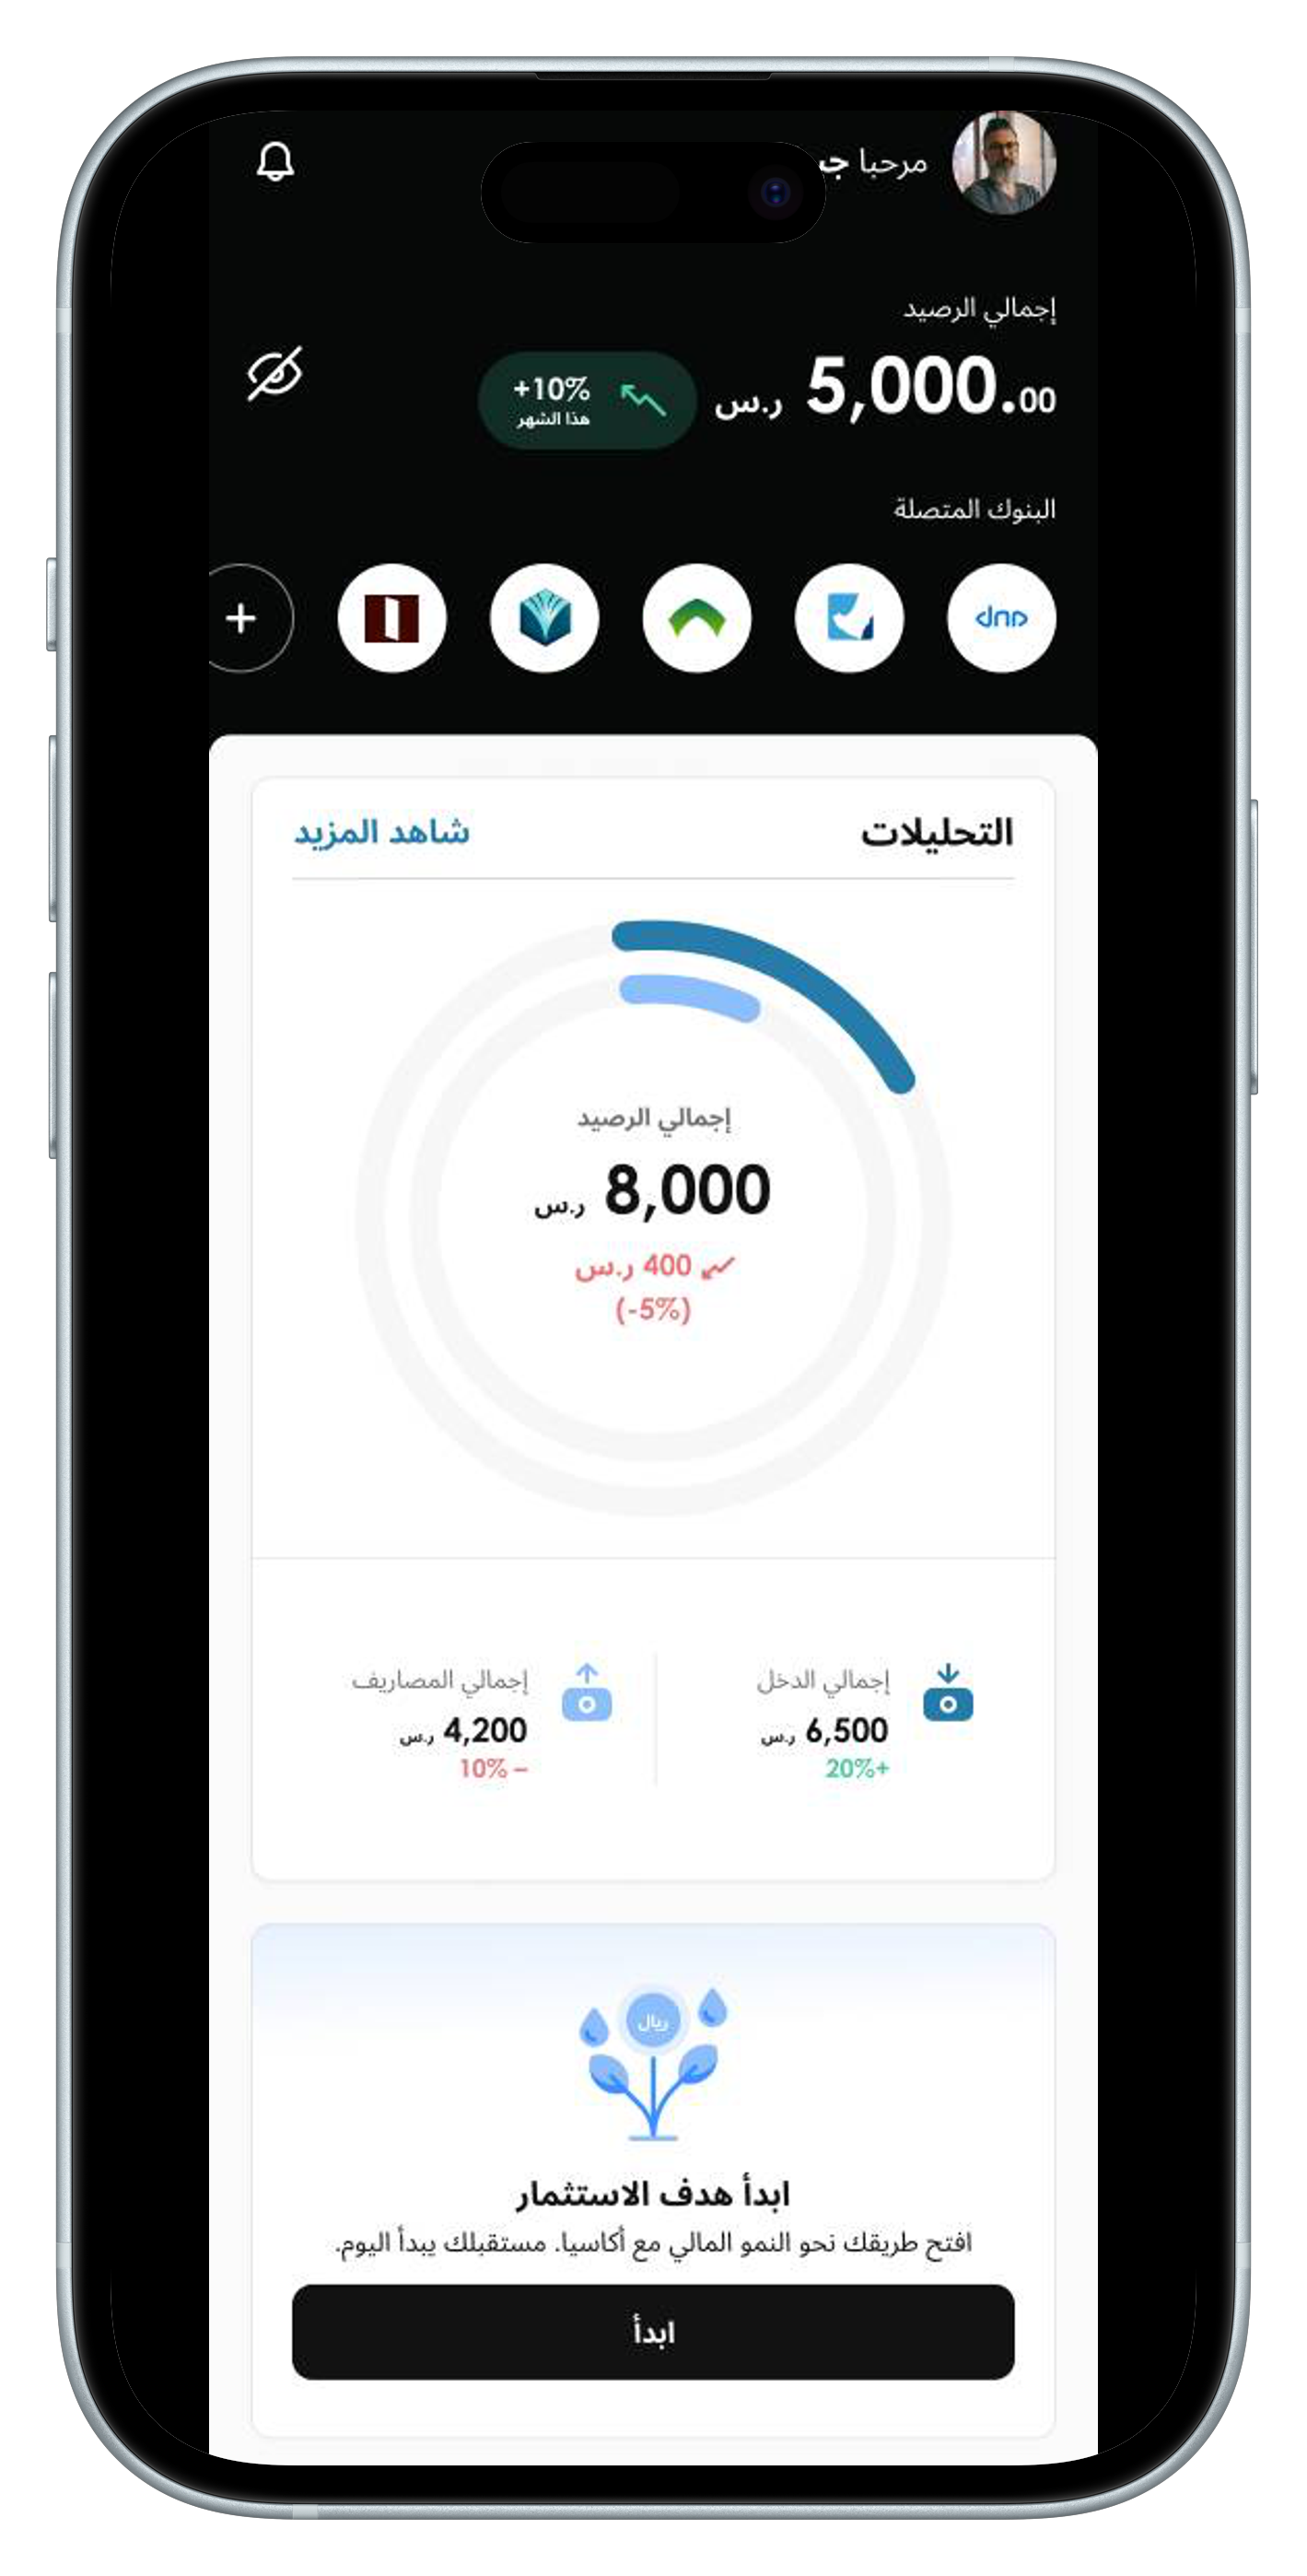 مرحبا
إجمالي الرصيد
5,000.00 ر.س
+10%
هذا الشهر
البنوك المتصلة
التحليلات
شاهد المزيد
إجمالي الرصيد
8,000 ر.س
400 ر.س
(-5%)
إجمالي الدخل
6,500 ر.س
20%+
إجمالي المصاريف
4,200 ر.س
10% –
ريال
ابدأ هدف الاستثمار
افتح طريقك نحو النمو المالي مع أكاسيا. مستقبلك يبدأ اليوم.
ابدأ